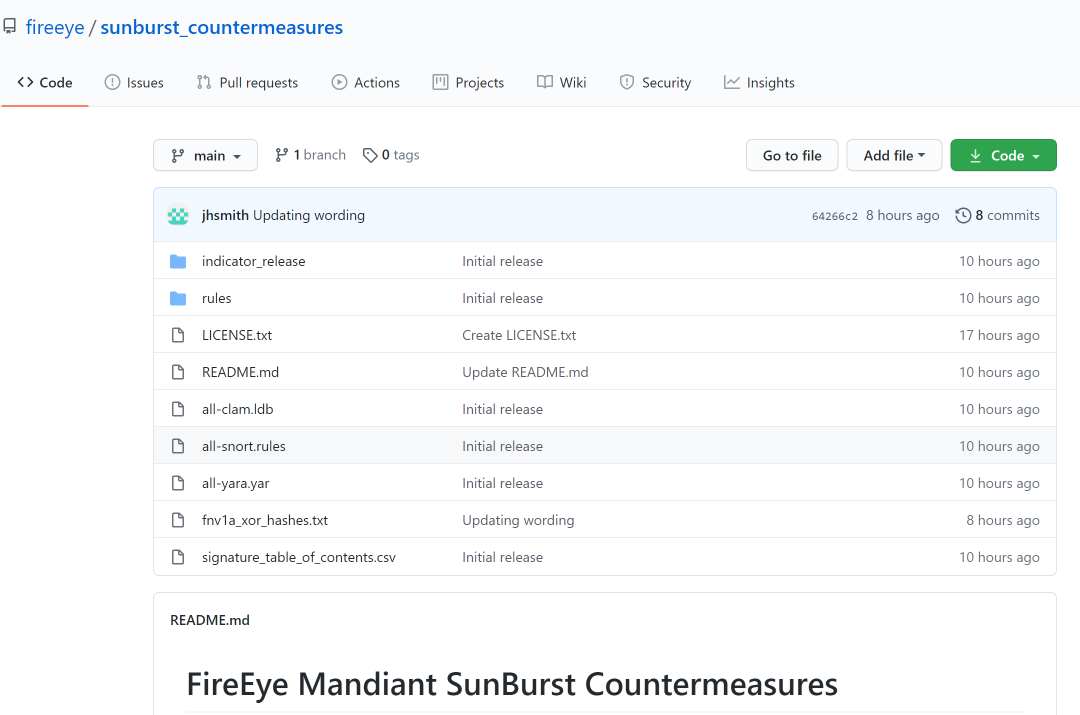 fireeye / sunburst_countermeasures
Code Issues Pull requests Actions Projects Wiki Security Insights
main 1 branch 0 tags Go to file Add file Code
jhsmith Updating wording 64266c2 8 hours ago 8 commits
indicator_release Initial release 10 hours ago
rules Initial release 10 hours ago
LICENSE.txt Create LICENSE.txt 17 hours ago
README.md Update README.md 10 hours ago
all-clam.ldb Initial release 10 hours ago
all-snort.rules Initial release 10 hours ago
all-yara.yar Initial release 10 hours ago
fnv1a_xor_hashes.txt Updating wording 8 hours ago
signature_table_of_contents.csv Initial release 10 hours ago
README.md
FireEye Mandiant SunBurst Countermeasures